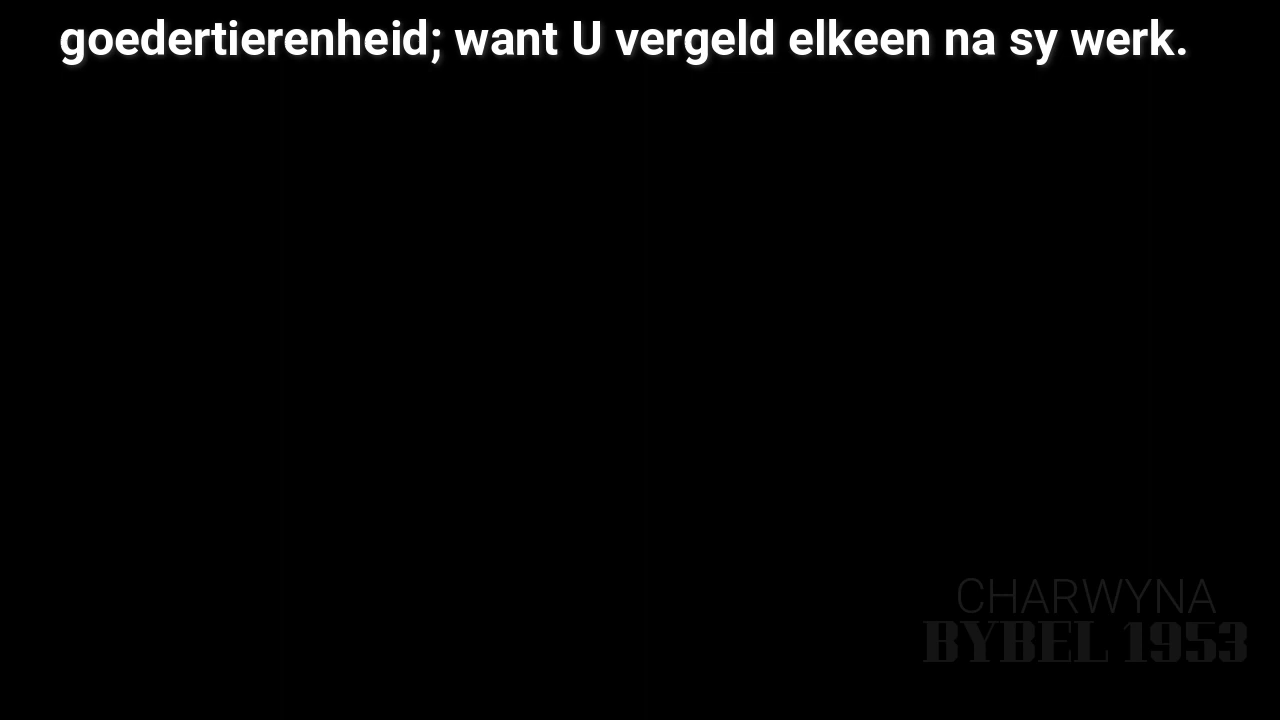 goedertierenheid; want U vergeld elkeen na sy werk.
CHARWYNA
BYBEL 1953